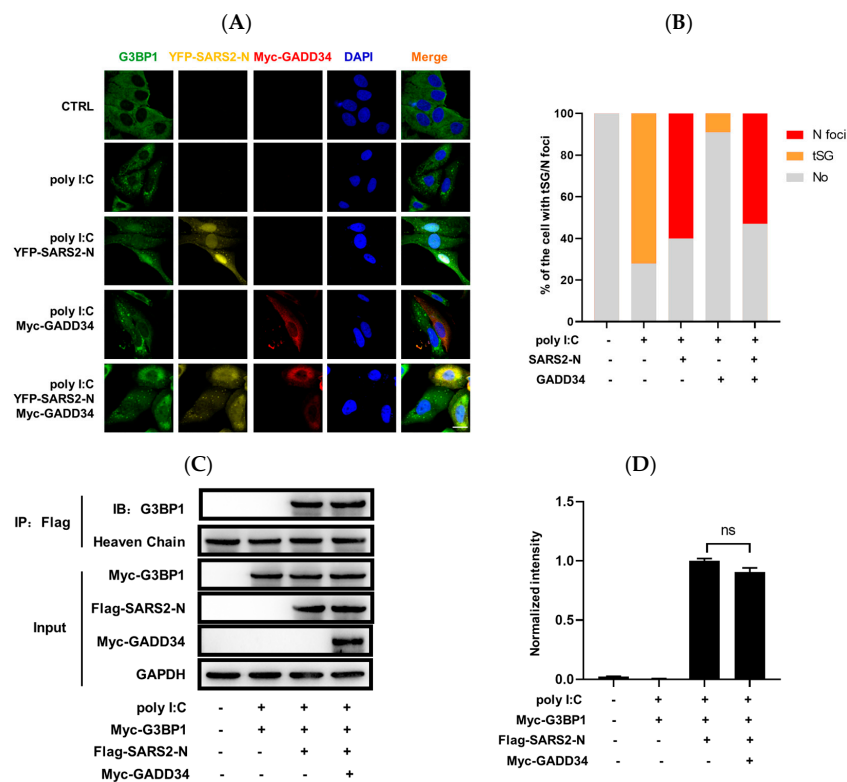 (A)
G3BP1 YFP-SARS2-N Myc-GADD34 DAPI Merge
CTRL
poly I:C
poly I:C
YFP-SARS2-N
poly I:C
Myc-GADD34
poly I:C
YFP-SARS2-N
Myc-GADD34
(B)
% of the cell with tSG/N foci
100
80
60
40
20
0
N foci
tSG
No
poly I:C - + + + +
SARS2-N - - + - +
GADD34 - - - + +
(C)
IP: Flag
IB: G3BP1
Heaven Chain
Input
Myc-G3BP1
Flag-SARS2-N
Myc-GADD34
GAPDH
poly I:C - + + +
Myc-G3BP1 - + + +
Flag-SARS2-N - - + +
Myc-GADD34 - - - +
(D)
Normalized intensity
1.5
1.0
0.5
0.0
ns
poly I:C - + + +
Myc-G3BP1 - + + +
Flag-SARS2-N - - + +
Myc-GADD34 - - - +